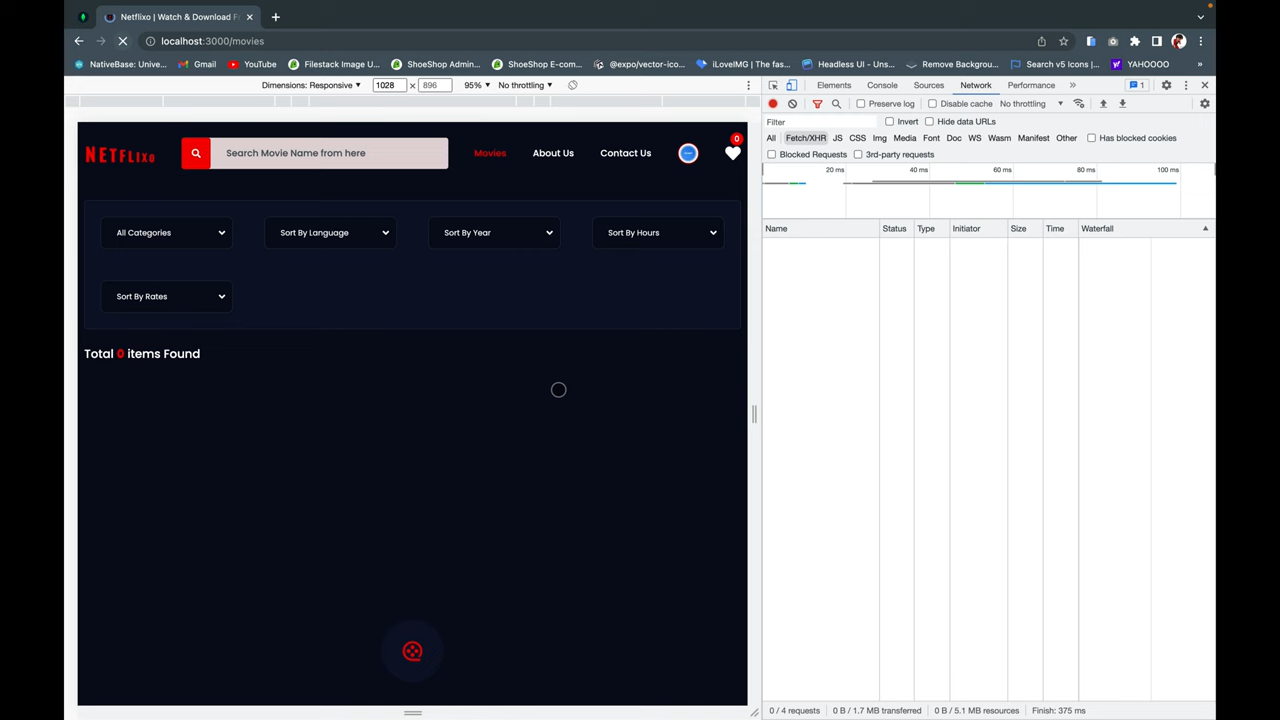 Netflixo | Watch & Download F
localhost:3000/movies
NativeBase: Unive... Gmail YouTube Filestack Image U... ShoeShop Admin,... ShoeShop E-com... @expo/vector-ico... iLoveIMG | The fas... Headless UI - Uns... Remove Backgrou... Search v5 Icons |... YAHOOOO »
Dimensions: Responsive 1028 × 896 95% No throttling
Elements Console Sources Network Performance » 1
Preserve log Disable cache No throttling
Filter Invert Hide data URLs
All Fetch/XHR JS CSS Img Media Font Doc WS Wasm Manifest Other Has blocked cookies
Blocked Requests 3rd-party requests
20 ms 40 ms 60 ms 80 ms 100 ms
Name Status Type Initiator Size Time Waterfall
NETFLIXO Search Movie Name from here Movies About Us Contact Us 0
All Categories Sort By Language Sort By Year Sort By Hours
Sort By Rates
Total 0 items Found
0 / 4 requests 0 B / 1.7 MB transferred 0 B / 5.1 MB resources Finish: 375 ms